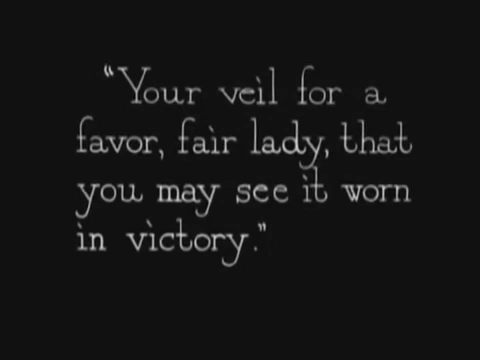 "Your veil for a
favor, fair lady, that
you may see it worn
in victory."